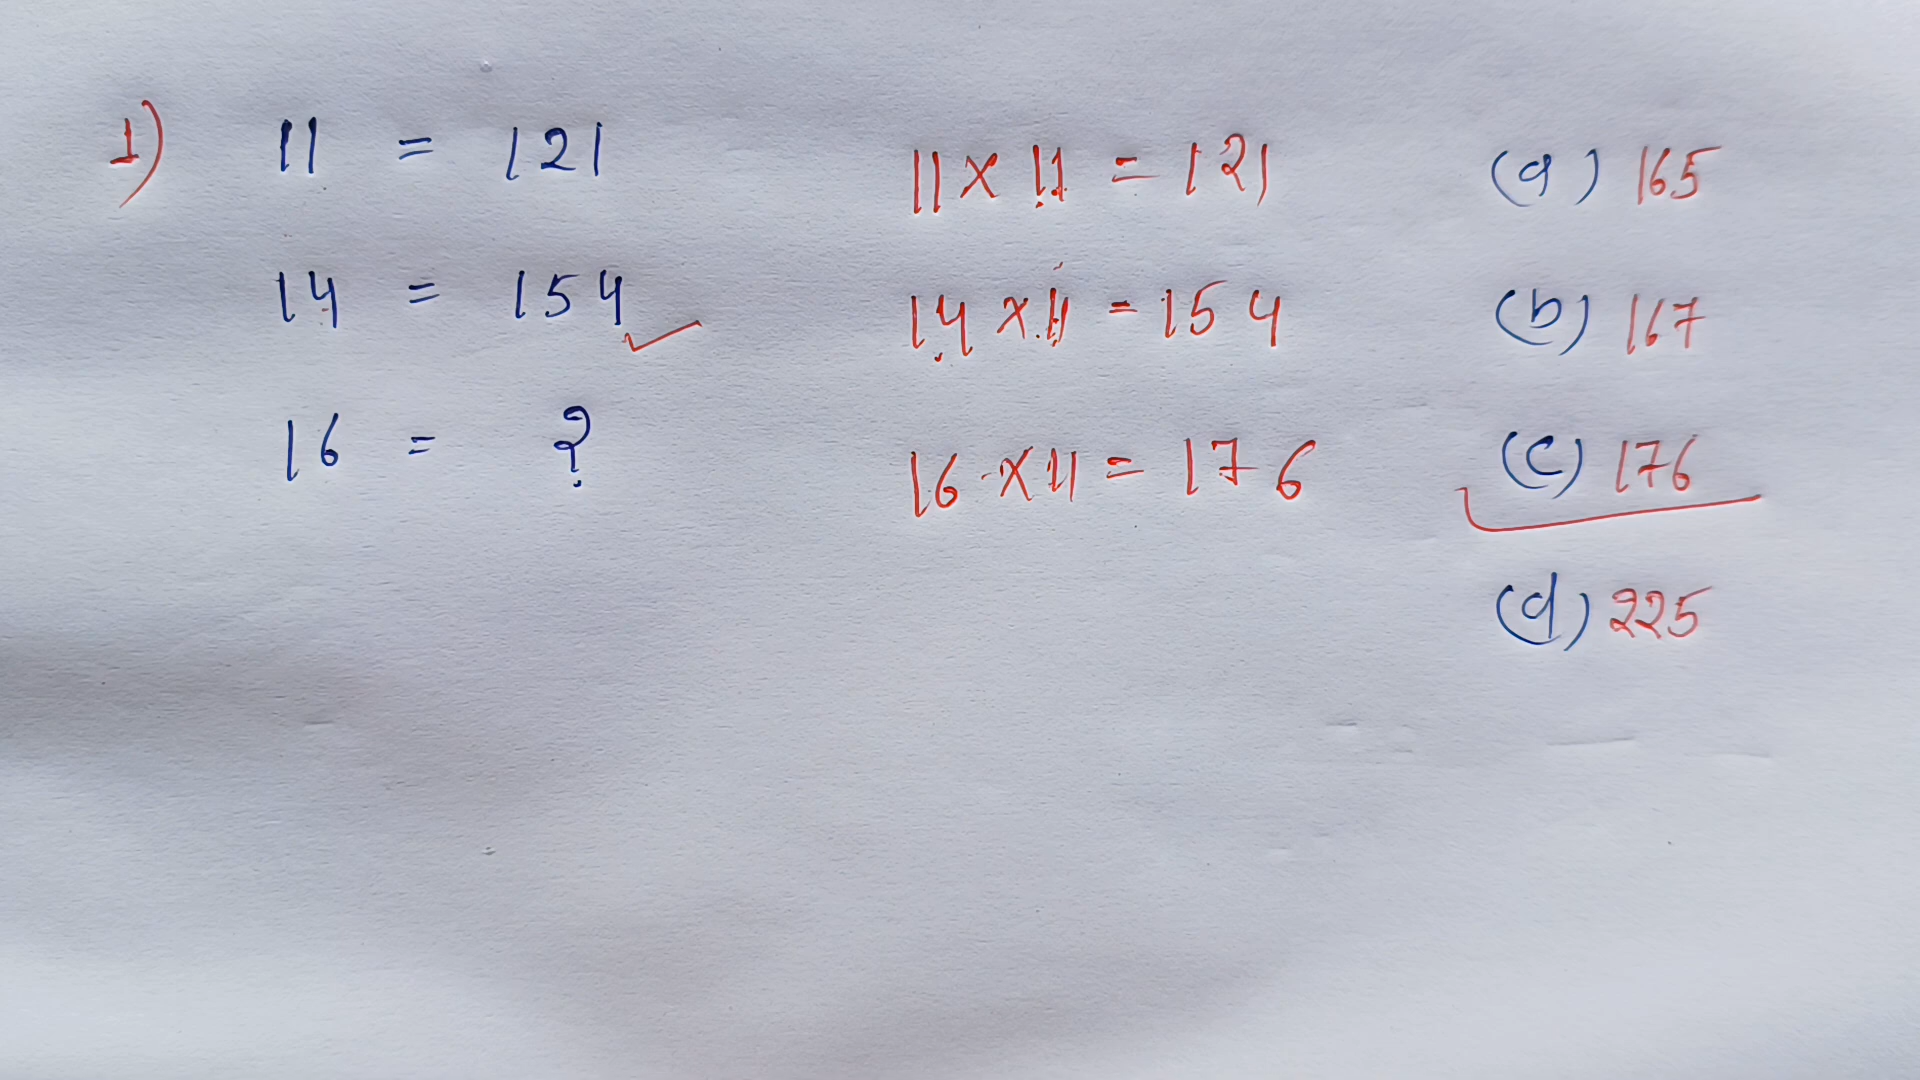 1) 11 = 121 11 x 11 = 121 (a) 165
14 = 154 14 x 11 = 154 (b) 167
16 = ? 16 x 11 = 176 (c) 176
(d) 225